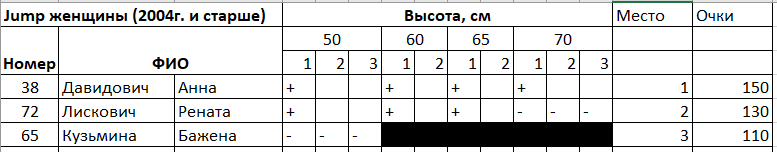 Jump женщины (2004г. и старше) Высота, см Место Очки
50 60 65 70
Номер ФИО 1 2 3 1 2 1 2 1 2 3
38 Давидович Анна + + + + 1 150
72 Лискович Рената + + + - - - 2 130
65 Кузьмина Бажена - - - 3 110